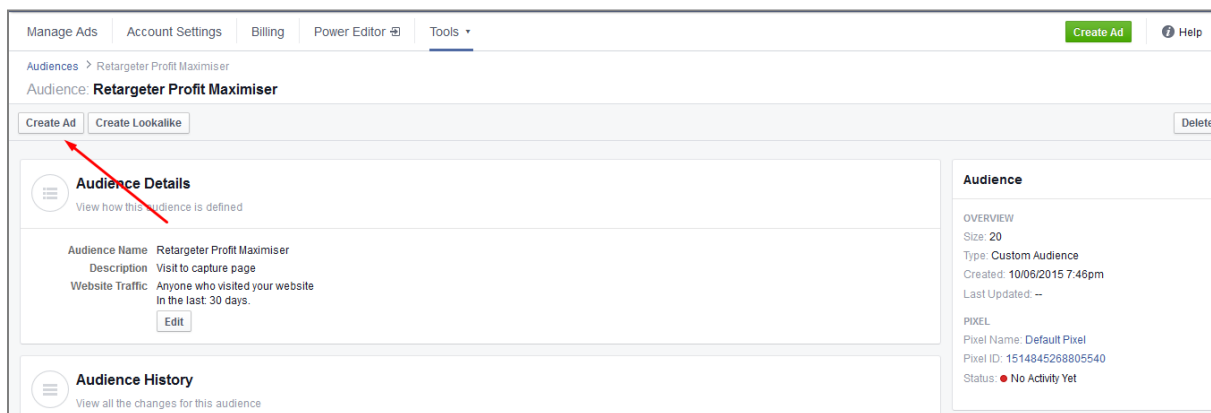 Manage Ads Account Settings Billing Power Editor Tools Create Ad Help
Audiences > Retargeter Profit Maximiser
Audience: Retargeter Profit Maximiser
Create Ad Create Lookalike Delete
Audience Details
View how this audience is defined
Audience Name Retargeter Profit Maximiser
Description Visit to capture page
Website Traffic Anyone who visited your website
In the last: 30 days.
Edit
Audience History
View all the changes for this audience
Audience
OVERVIEW
Size: 20
Type: Custom Audience
Created: 10/06/2015 7:46pm
Last Updated: --
PIXEL
Pixel Name: Default Pixel
Pixel ID: 1514845268805540
Status: No Activity Yet